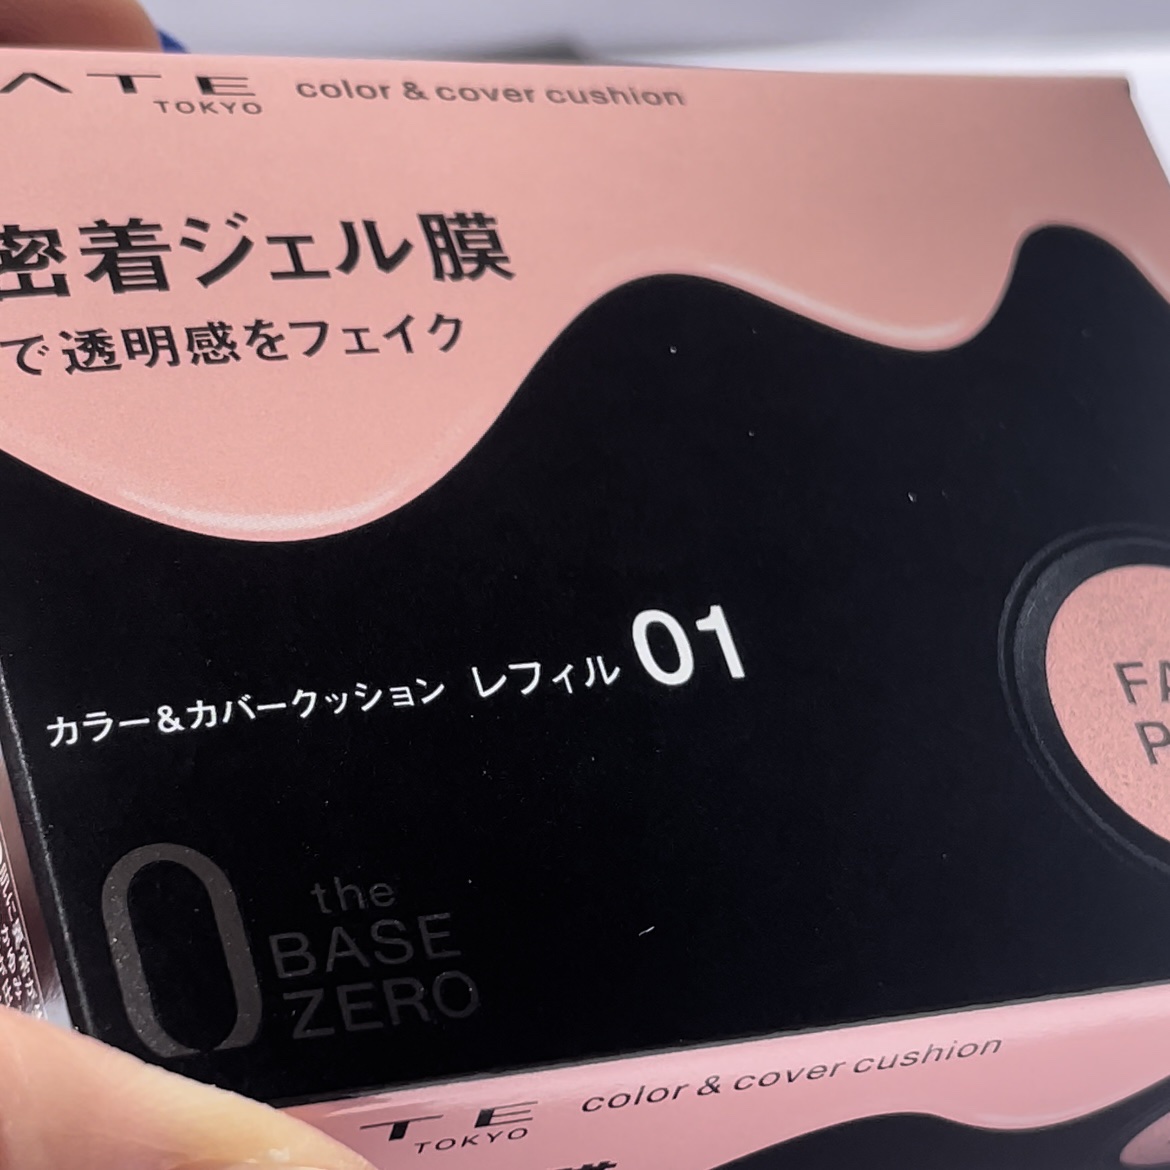 ATE
TOKYO
color & cover cushion
密着ジェル膜
で透明感をフェイク
カラー&カバークッション レフィル 01
0
the
BASE
ZERO
TE
TOKYO
color & cover cushion